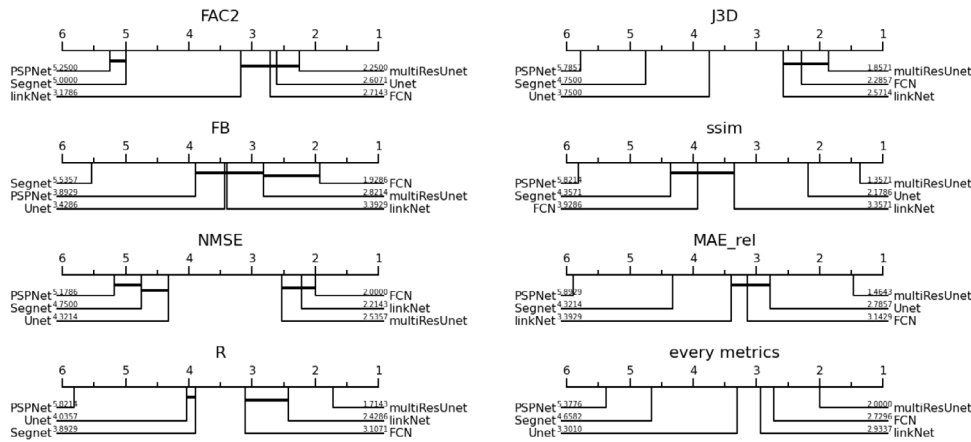 FAC2
6 5 4 3 2 1
PSPNet 5.2500 2.2500 multiResUnet
Segnet 5.0000 2.6071 Unet
linkNet 3.1786 2.7143 FCN
J3D
6 5 4 3 2 1
PSPNet 5.7857 1.8571 multiResUnet
Segnet 4.7500 2.2857 FCN
Unet 3.7500 2.5714 linkNet
FB
6 5 4 3 2 1
Segnet 5.5357 1.9286 FCN
PSPNet 3.8929 2.8214 multiResUnet
Unet 3.4286 3.3929 linkNet
ssim
6 5 4 3 2 1
PSPNet 5.8214 1.3571 multiResUnet
Segnet 4.3571 2.1786 Unet
FCN 3.9286 3.3571 linkNet
NMSE
6 5 4 3 2 1
PSPNet 5.1786 2.0000 FCN
Segnet 4.7500 2.2143 linkNet
Unet 4.3214 2.5357 multiResUnet
MAE_rel
6 5 4 3 2 1
PSPNet 5.8929 1.4643 multiResUnet
Segnet 4.3214 2.7857 Unet
linkNet 3.3929 3.1429 FCN
R
6 5 4 3 2 1
PSPNet 5.8214 1.7143 multiResUnet
Unet 4.0357 2.4286 linkNet
Segnet 3.8929 3.1071 FCN
every metrics
6 5 4 3 2 1
PSPNet 5.3776 2.0000 multiResUnet
Segnet 4.6582 2.7296 FCN
Unet 3.3010 2.9337 linkNet